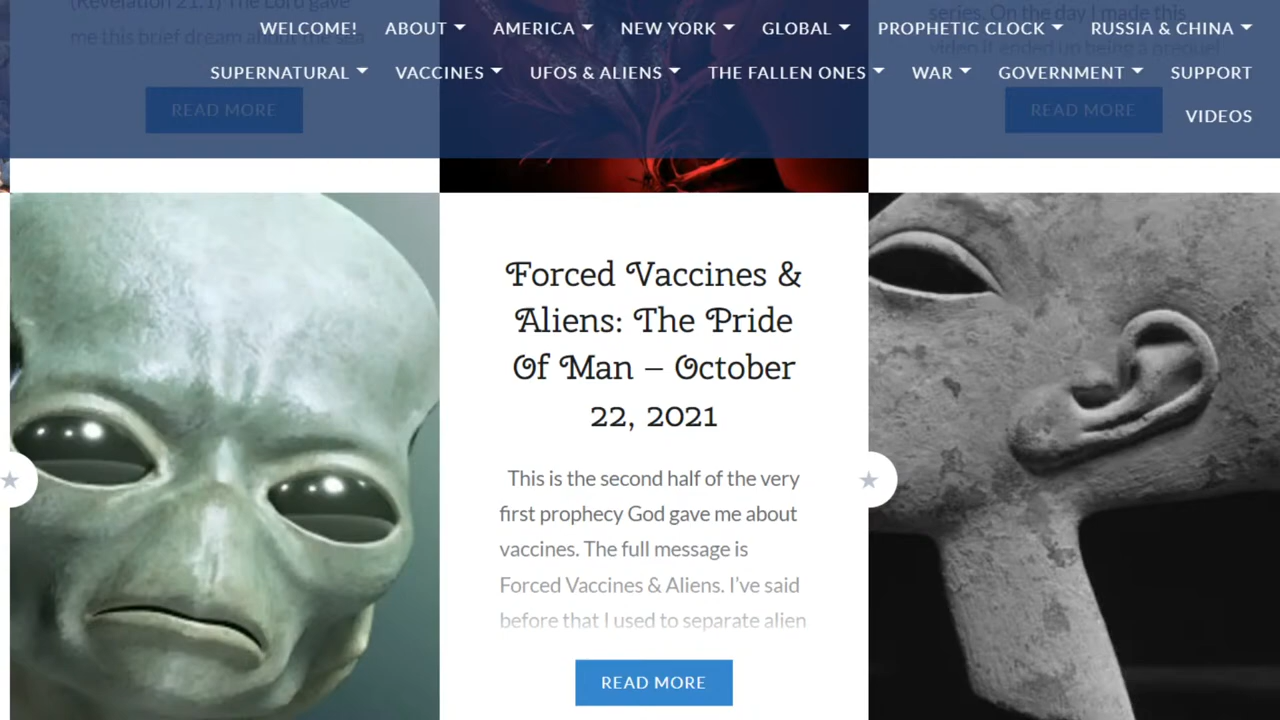 (Revelation 21:1) The Lord gave
me this brief dream about the sea
READ MORE
series. On the day I made this
video it ended up being a prequel
READ MORE
WELCOME! ABOUT AMERICA NEW YORK GLOBAL PROPHETIC CLOCK RUSSIA & CHINA
SUPERNATURAL VACCINES UFOS & ALIENS THE FALLEN ONES WAR GOVERNMENT SUPPORT
VIDEOS
Forced Vaccines &
Aliens: The Pride
Of Man – October
22, 2021
This is the second half of the very
first prophecy God gave me about
vaccines. The full message is
Forced Vaccines & Aliens. I've said
before that I used to separate alien
READ MORE